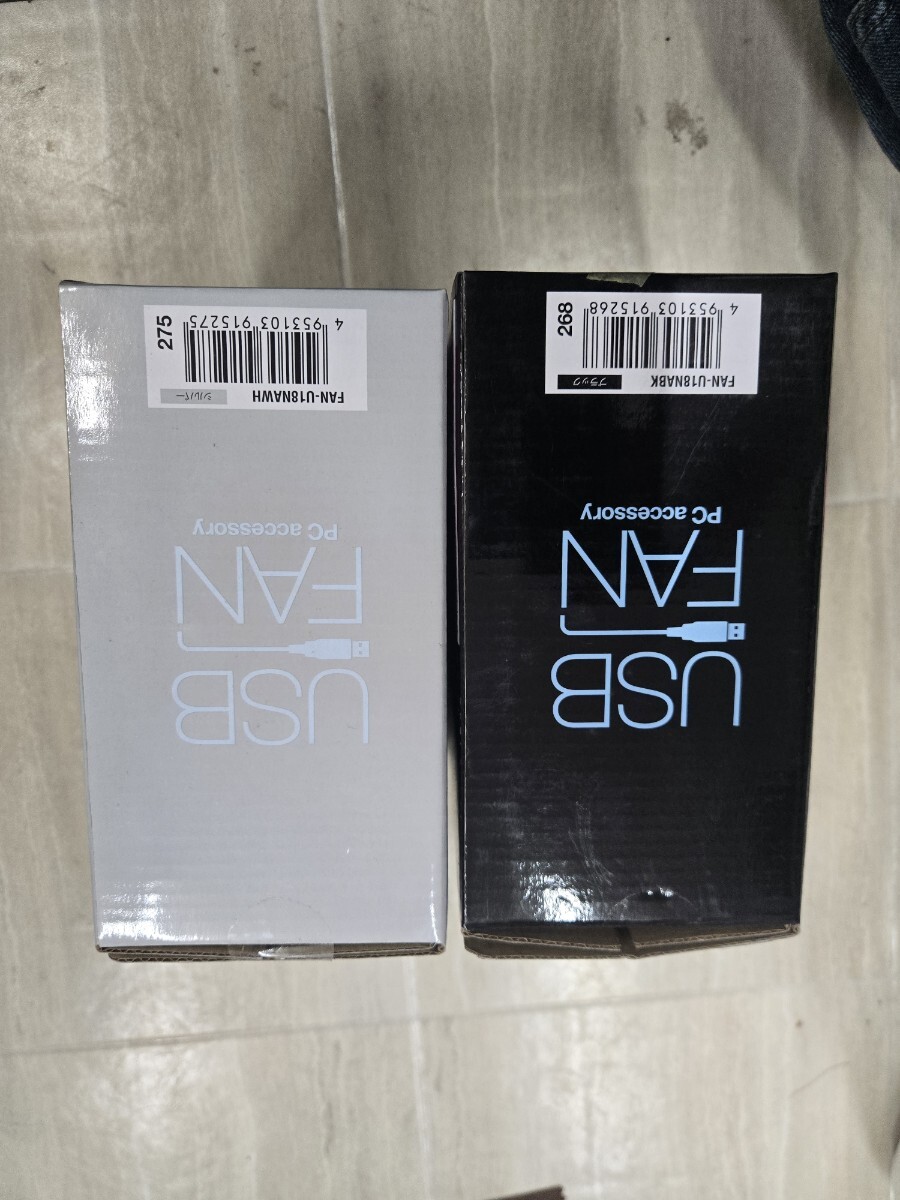 USB
FAN
PC accessory
FAN-U18NAWH
シルバー
4 953103 915275
275
USB
FAN
PC accessory
FAN-U18NABK
ブラック
4 953103 915268
268